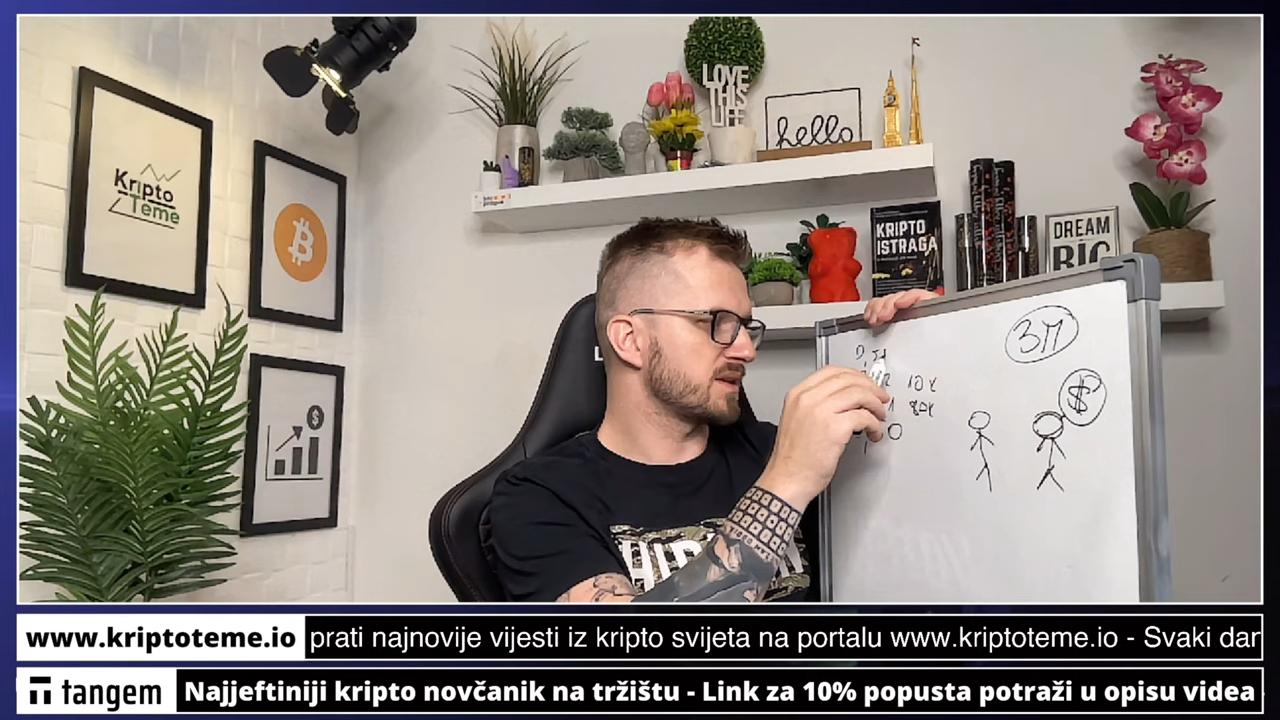 LOVE
THIS
LIFE
hello
Kripto
Teme
KRIPTO
ISTRAGA
DREAM
BIG
3M
10K
80K
$
www.kriptoteme.io prati najnovije vijesti iz kripto svijeta na portalu www.kriptoteme.io - Svaki dan
tangem Najjeftiniji kripto novčanik na tržištu - Link za 10% popusta potraži u opisu videa